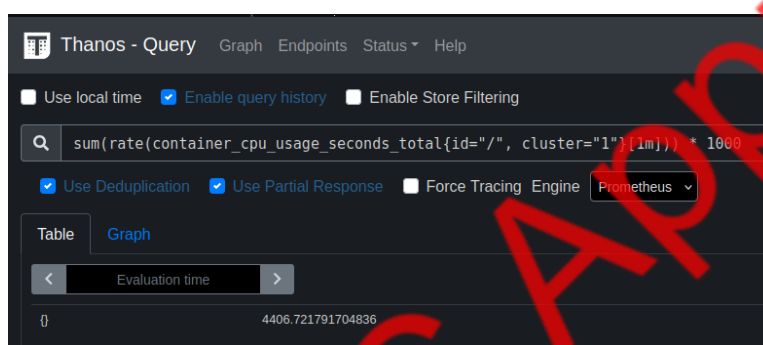 Thanos - Query Graph Endpoints Status Help
Use local time Enable query history Enable Store Filtering
sum(rate(container_cpu_usage_seconds_total{id="/", cluster="1"}[1m])) * 1000
Use Deduplication Use Partial Response Force Tracing Engine Prometheus
Table Graph
Evaluation time
{} 4406.721791704836